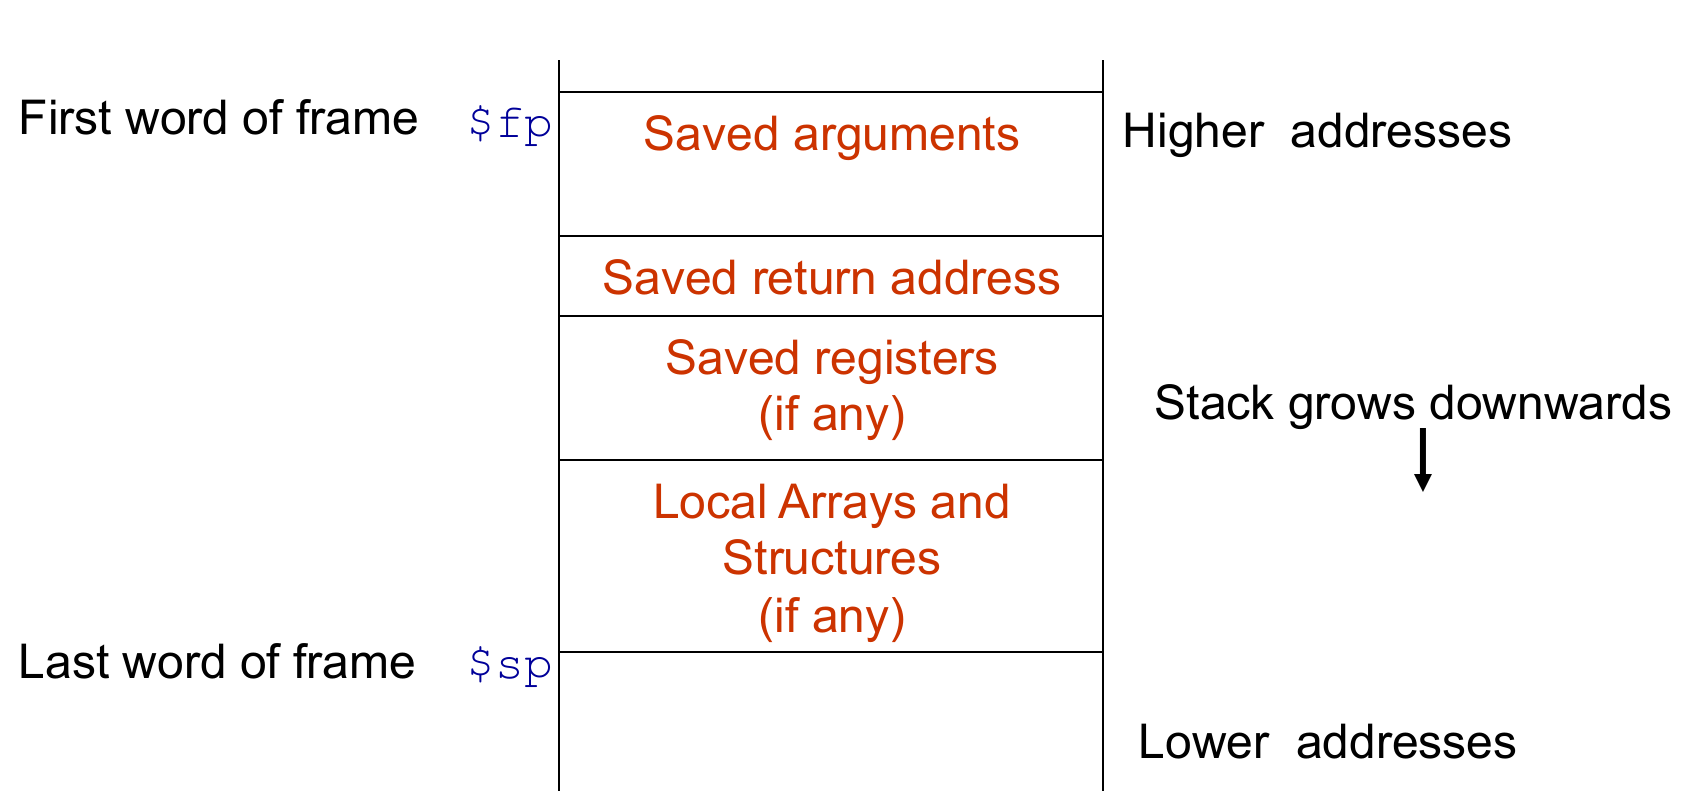 First word of frame $fp
Saved arguments
Higher addresses
Saved return address
Saved registers
(if any)
Stack grows downwards
Local Arrays and
Structures
(if any)
Last word of frame $sp
Lower addresses